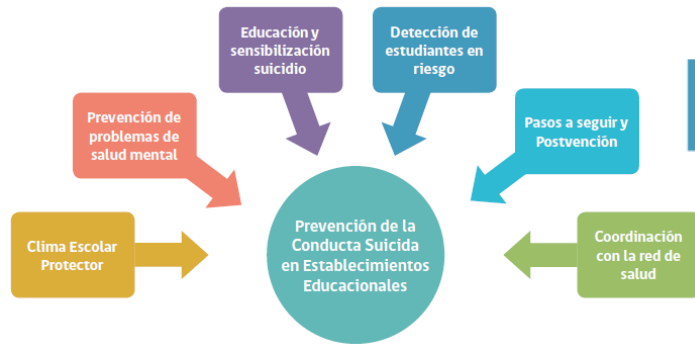 Educación y
sensibilización
suicidio
Detección de
estudiantes en
riesgo
Prevención de
problemas de
salud mental
Pasos a seguir y
Postvención
Clima Escolar
Protector
Prevención de la
Conducta Suicida
en Establecimientos
Educacionales
Coordinación
con la red de
salud